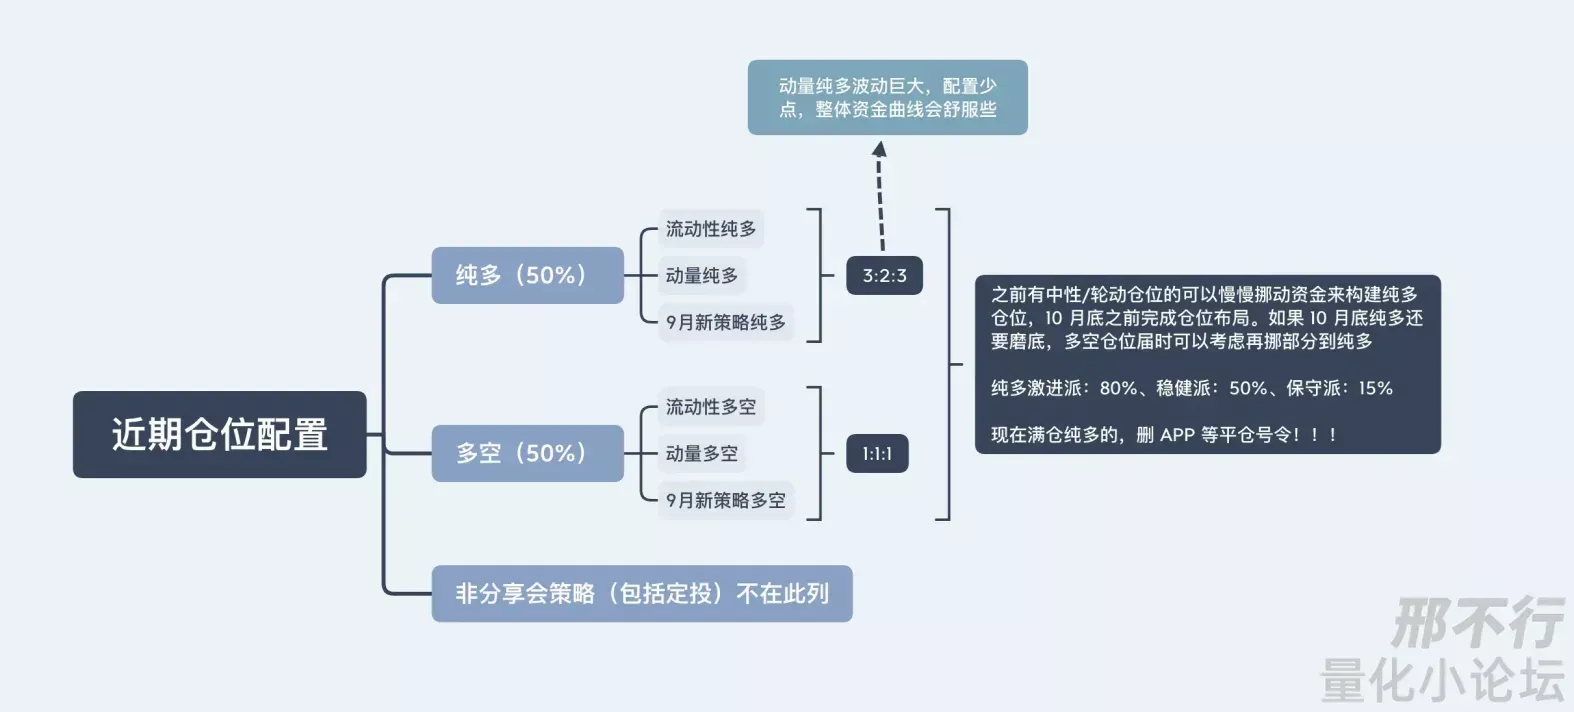 动量纯多波动巨大，配置少
点，整体资金曲线会舒服些
近期仓位配置
纯多（50%）
流动性纯多
动量纯多
9月新策略纯多
3:2:3
多空（50%）
流动性多空
动量多空
9月新策略多空
1:1:1
之前有中性/轮动仓位的可以慢慢挪动资金来构建纯多
仓位，10 月底之前完成仓位布局。如果 10 月底纯多还
要磨底，多空仓位届时可以考虑再挪部分到纯多
纯多激进派：80%、稳健派：50%、保守派：15%
现在满仓纯多的，删 APP 等平仓号令！！！
非分享会策略（包括定投）不在此列
邢不行
量化小论坛